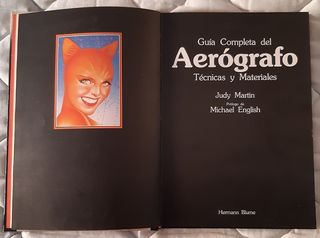 Guía Completa del
Aerógrafo
Técnicas y Materiales
Judy Martin
Prólogo de
Michael English
Hermann Blume